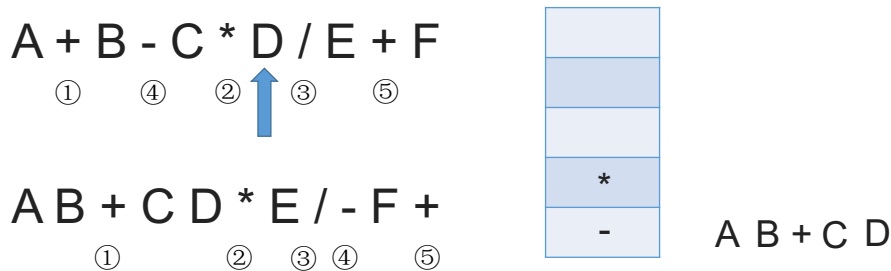 A + B - C * D / E + F
① ④ ② ③ ⑤
A B + C D * E / - F +
① ② ③ ④ ⑤
*
-
A B + C D